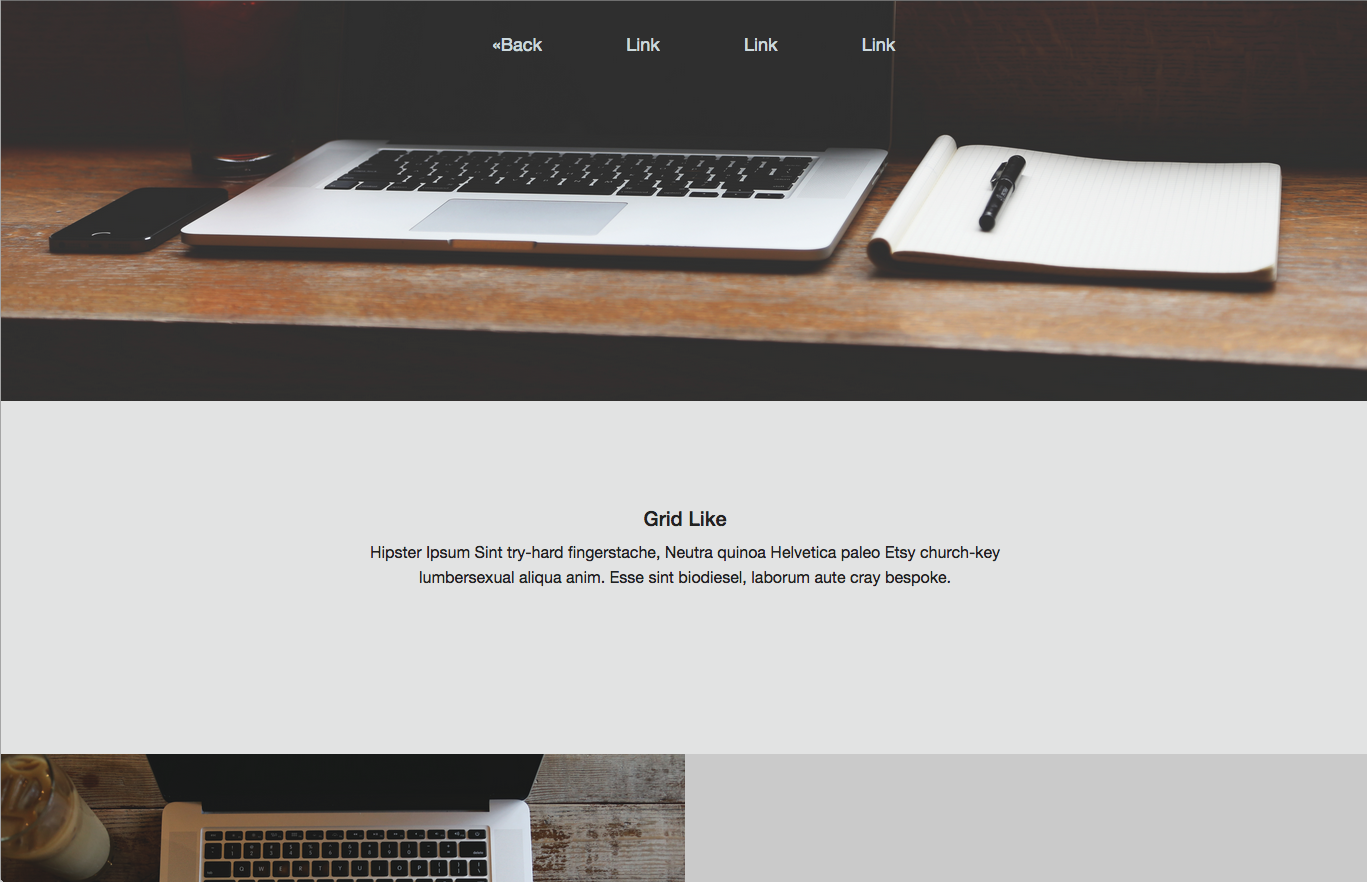 «Back Link Link Link
Grid Like
Hipster Ipsum Sint try-hard fingerstache, Neutra quinoa Helvetica paleo Etsy church-key
lumbersexual aliqua anim. Esse sint biodiesel, laborum aute cray bespoke.